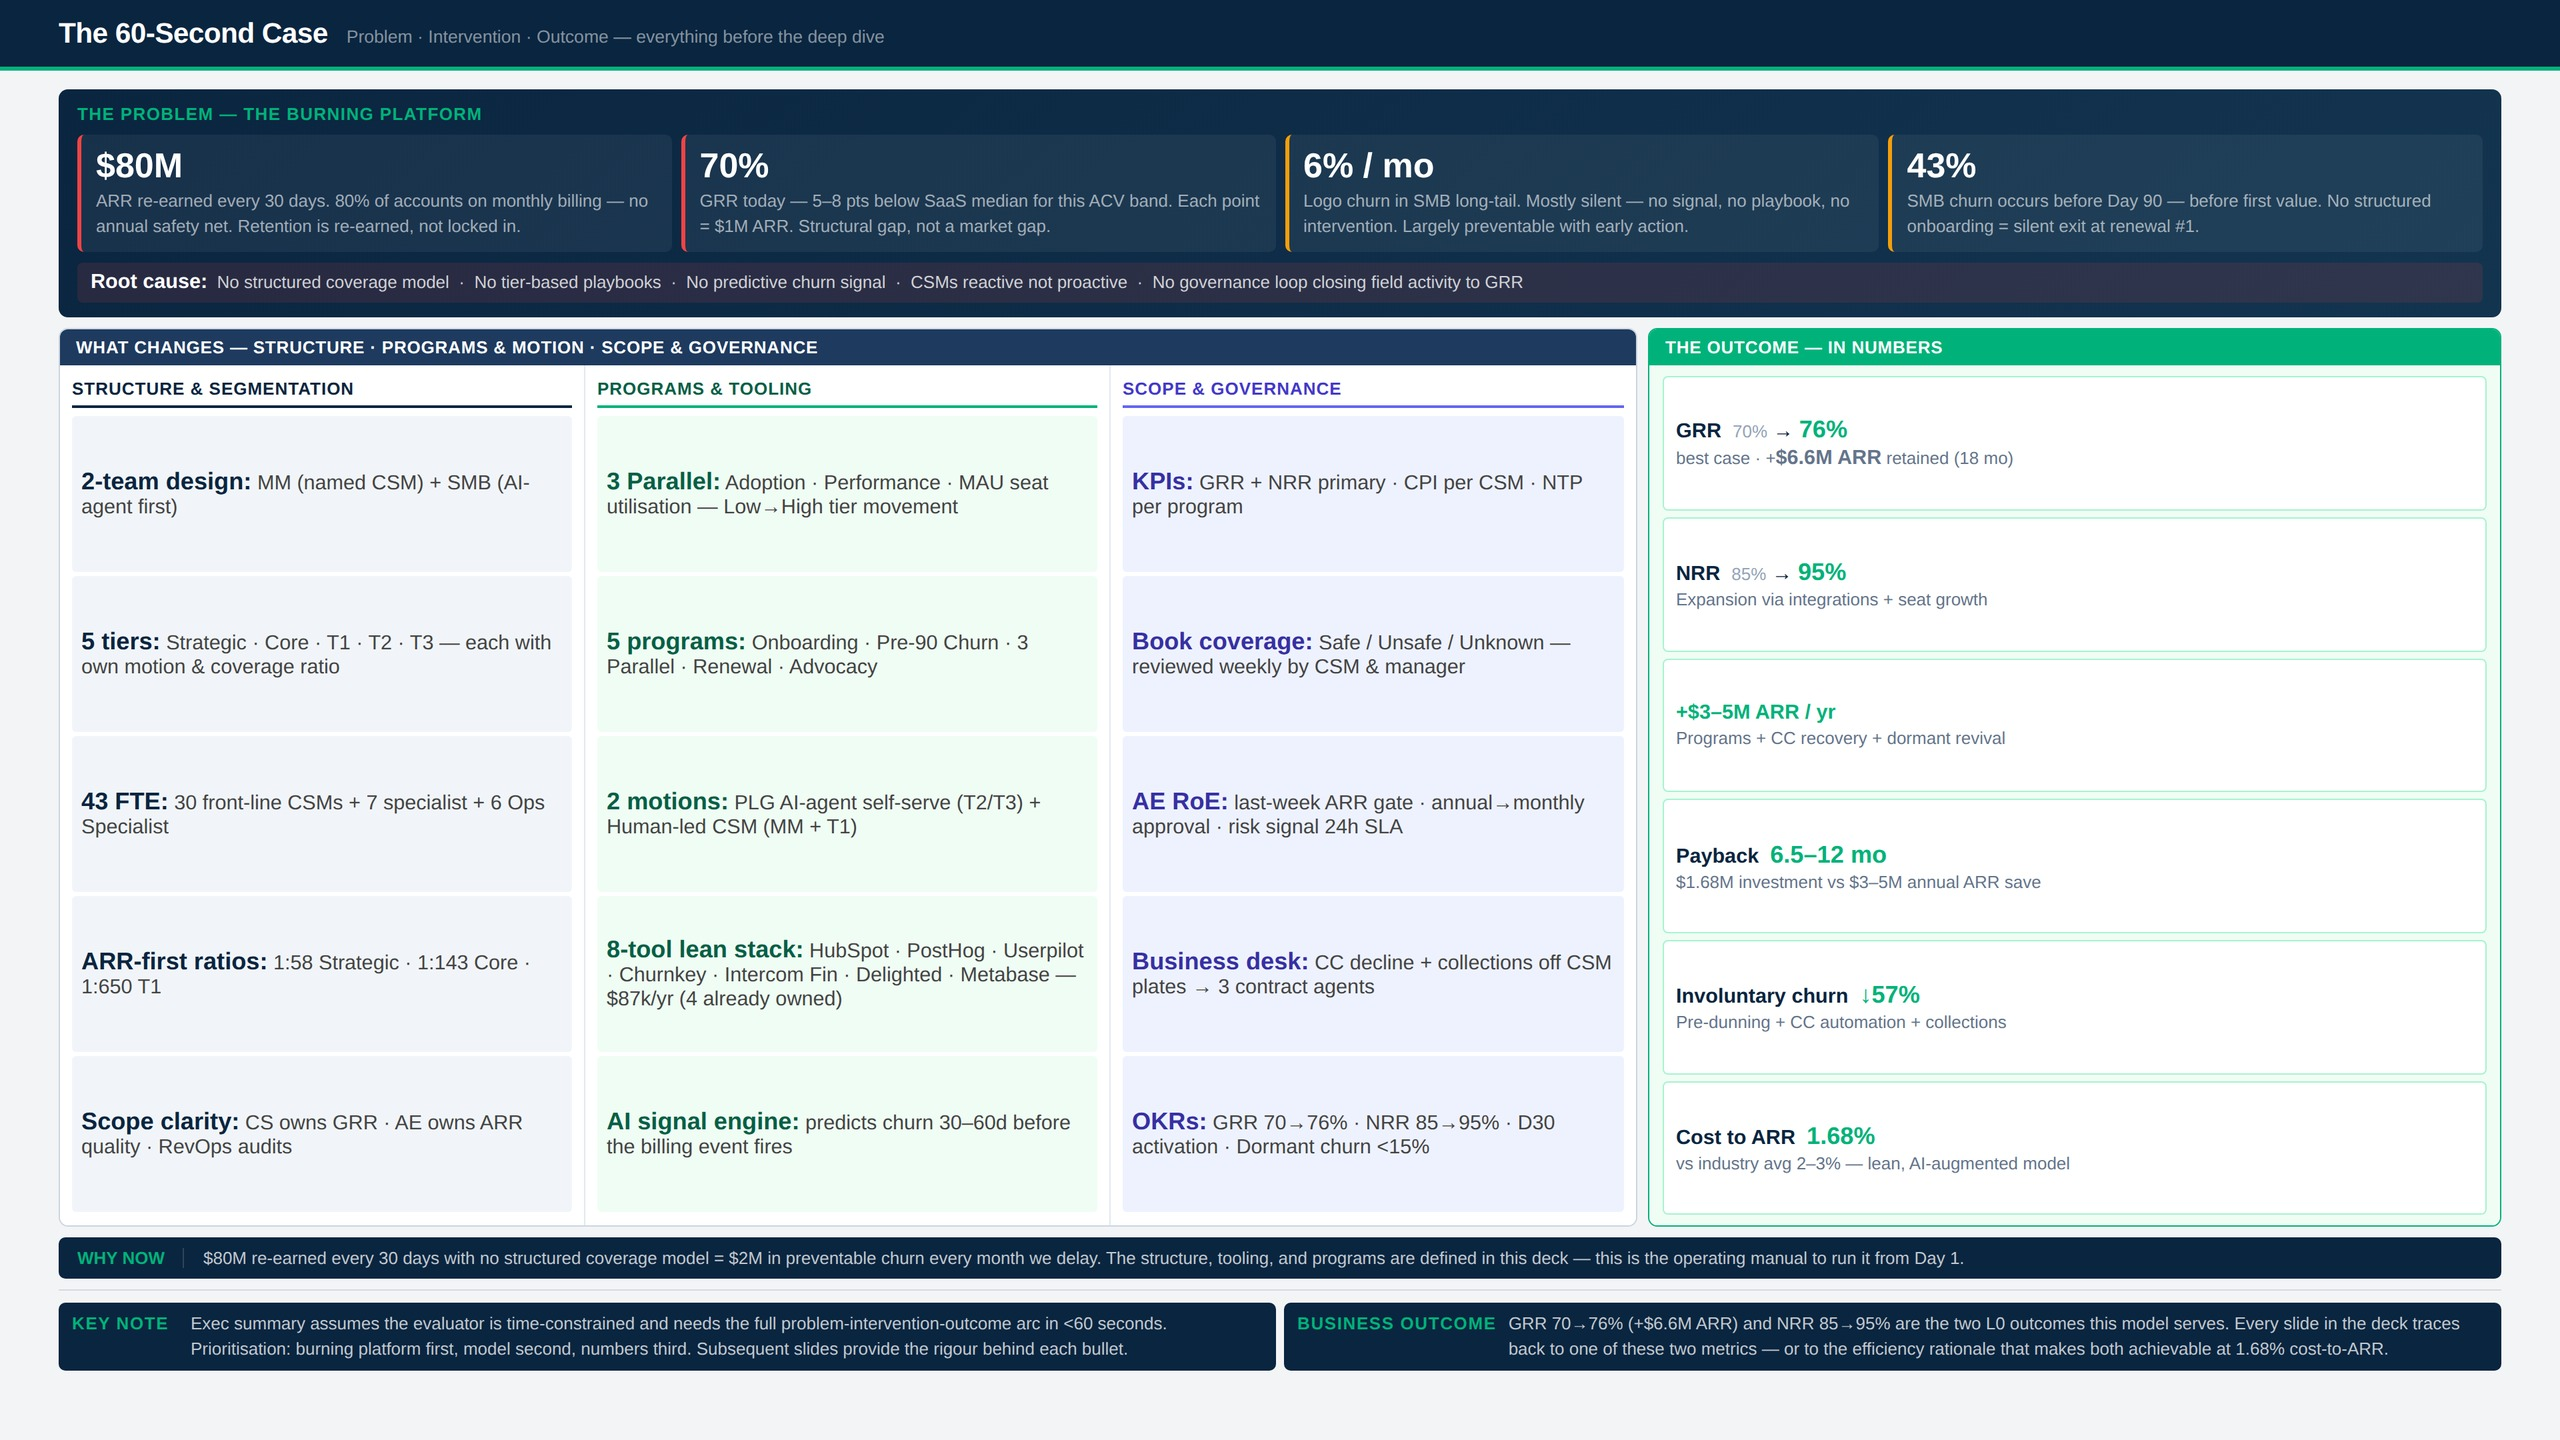 The 60-Second Case
Problem · Intervention · Outcome — everything before the deep dive
THE PROBLEM — THE BURNING PLATFORM
$80M
ARR re-earned every 30 days. 80% of accounts on monthly billing — no
annual safety net. Retention is re-earned, not locked in.
70%
GRR today — 5–8 pts below SaaS median for this ACV band. Each point
= $1M ARR. Structural gap, not a market gap.
6% / mo
Logo churn in SMB long-tail. Mostly silent — no signal, no playbook, no
intervention. Largely preventable with early action.
43%
SMB churn occurs before Day 90 — before first value. No structured
onboarding = silent exit at renewal #1.
Root cause: No structured coverage model · No tier-based playbooks · No predictive churn signal · CSMs reactive not proactive · No governance loop closing field activity to GRR
WHAT CHANGES — STRUCTURE · PROGRAMS & MOTION · SCOPE & GOVERNANCE
STRUCTURE & SEGMENTATION
2-team design: MM (named CSM) + SMB (AI-
agent first)
5 tiers: Strategic · Core · T1 · T2 · T3 — each with
own motion & coverage ratio
43 FTE: 30 front-line CSMs + 7 specialist + 6 Ops
Specialist
ARR-first ratios: 1:58 Strategic · 1:143 Core ·
1:650 T1
Scope clarity: CS owns GRR · AE owns ARR
quality · RevOps audits
PROGRAMS & TOOLING
3 Parallel: Adoption · Performance · MAU seat
utilisation — Low→High tier movement
5 programs: Onboarding · Pre-90 Churn · 3
Parallel · Renewal · Advocacy
2 motions: PLG AI-agent self-serve (T2/T3) +
Human-led CSM (MM + T1)
8-tool lean stack: HubSpot · PostHog · Userpilot
· Churnkey · Intercom Fin · Delighted · Metabase —
$87k/yr (4 already owned)
AI signal engine: predicts churn 30–60d before
the billing event fires
SCOPE & GOVERNANCE
KPIs: GRR + NRR primary · CPI per CSM · NTP
per program
Book coverage: Safe / Unsafe / Unknown —
reviewed weekly by CSM & manager
AE RoE: last-week ARR gate · annual→monthly
approval · risk signal 24h SLA
Business desk: CC decline + collections off CSM
plates → 3 contract agents
OKRs: GRR 70→76% · NRR 85→95% · D30
activation · Dormant churn <15%
THE OUTCOME — IN NUMBERS
GRR 70% → 76%
best case · +$6.6M ARR retained (18 mo)
NRR 85% → 95%
Expansion via integrations + seat growth
+$3–5M ARR / yr
Programs + CC recovery + dormant revival
Payback 6.5–12 mo
$1.68M investment vs $3–5M annual ARR save
Involuntary churn ↓57%
Pre-dunning + CC automation + collections
Cost to ARR 1.68%
vs industry avg 2–3% — lean, AI-augmented model
WHY NOW $80M re-earned every 30 days with no structured coverage model = $2M in preventable churn every month we delay. The structure, tooling, and programs are defined in this deck — this is the operating manual to run it from Day 1.
KEY NOTE Exec summary assumes the evaluator is time-constrained and needs the full problem-intervention-outcome arc in <60 seconds.
Prioritisation: burning platform first, model second, numbers third. Subsequent slides provide the rigour behind each bullet.
BUSINESS OUTCOME GRR 70→76% (+$6.6M ARR) and NRR 85→95% are the two L0 outcomes this model serves. Every slide in the deck traces
back to one of these two metrics — or to the efficiency rationale that makes both achievable at 1.68% cost-to-ARR.